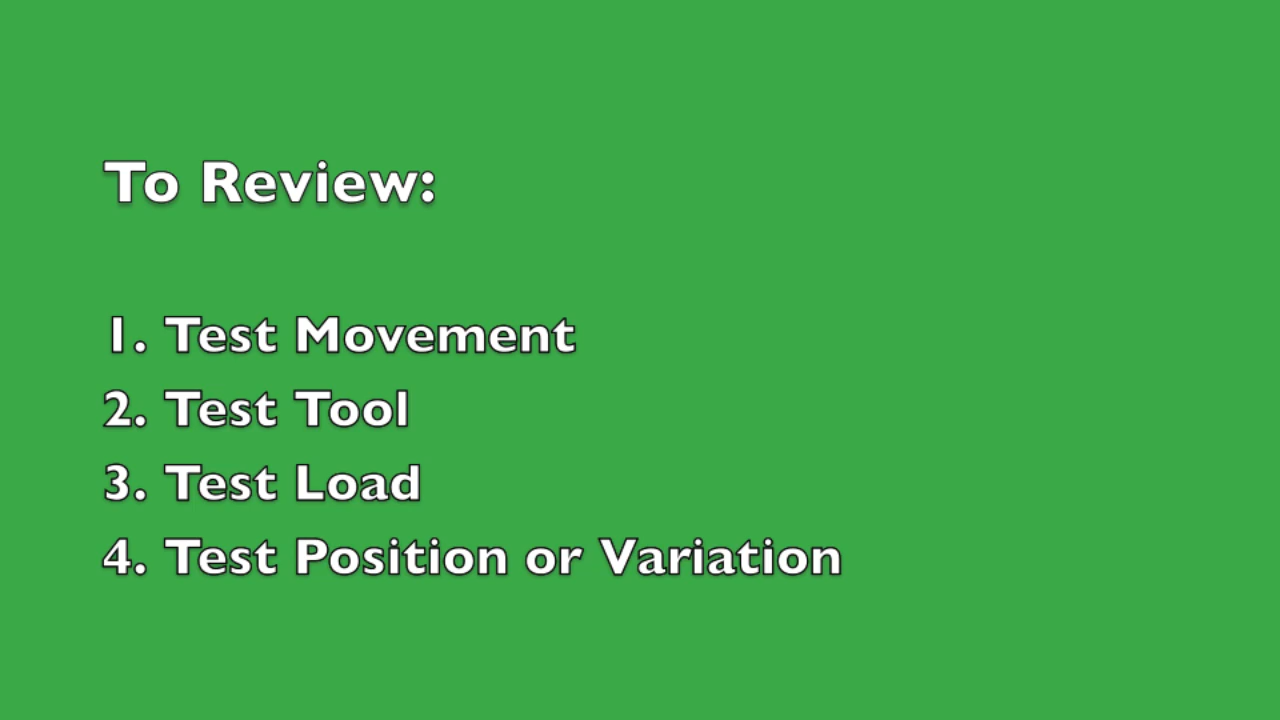 To Review:
1. Test Movement
2. Test Tool
3. Test Load
4. Test Position or Variation